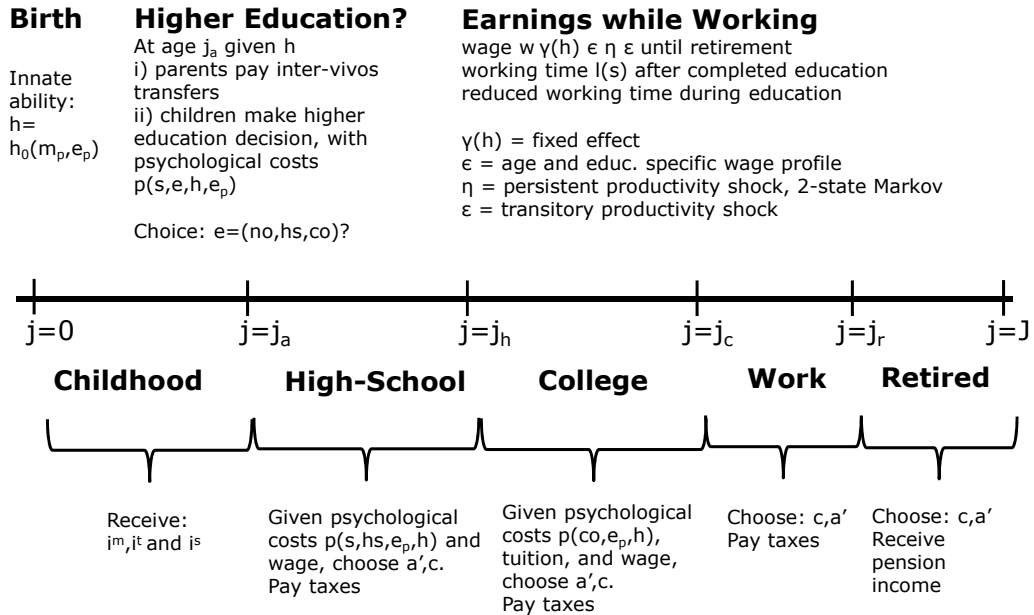 Birth
Innate
ability:
h=
h₀(mₚ,eₚ)
Higher Education?
At age jₐ given h
i) parents pay inter-vivos
transfers
ii) children make higher
education decision, with
psychological costs
p(s,e,h,eₚ)
Choice: e=(no,hs,co)?
Earnings while Working
wage w γ(h) ϵ η ε until retirement
working time l(s) after completed education
reduced working time during education
γ(h) = fixed effect
ϵ = age and educ. specific wage profile
η = persistent productivity shock, 2-state Markov
ε = transitory productivity shock
j=0
j=jₐ
j=jₕ
j=j_c
j=jᵣ
j=J
Childhood
High-School
College
Work
Retired
Receive:
iᵐ,iᵗ and iˢ
Given psychological
costs p(s,hs,eₚ,h) and
wage, choose a’,c.
Pay taxes
Given psychological
costs p(co,eₚ,h),
tuition, and wage,
choose a’,c.
Pay taxes
Choose: c,a’
Pay taxes
Choose: c,a’
Receive
pension
income